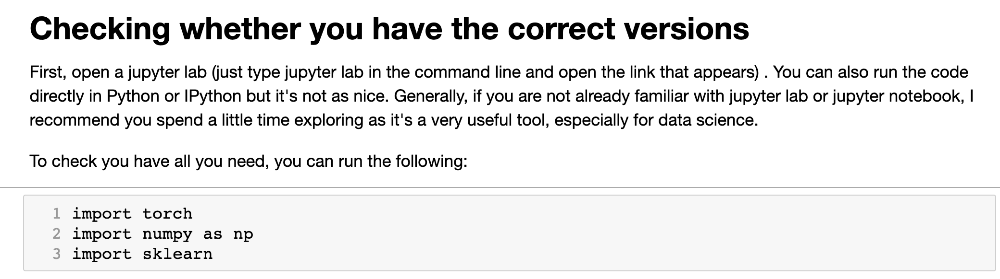 Checking whether you have the correct versions
First, open a jupyter lab (just type jupyter lab in the command line and open the link that appears) . You can also run the code
directly in Python or IPython but it's not as nice. Generally, if you are not already familiar with jupyter lab or jupyter notebook, I
recommend you spend a little time exploring as it's a very useful tool, especially for data science.
To check you have all you need, you can run the following:
1 import torch
2 import numpy as np
3 import sklearn